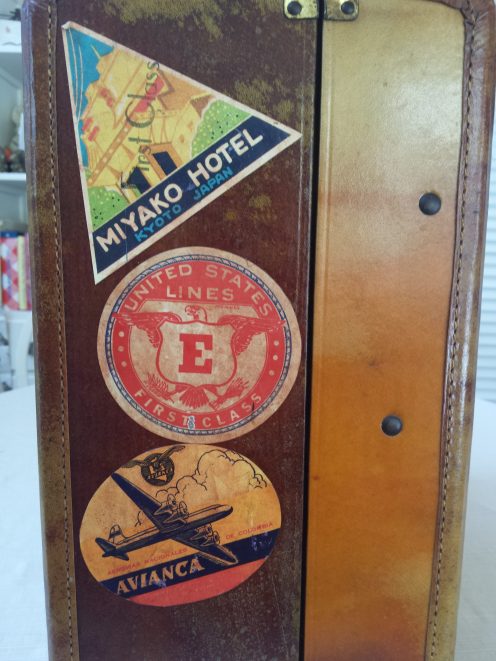 First Class
MIYAKO HOTEL
KYOTO JAPAN
UNITED STATES
LINES
E
FIRST CLASS
AEROVIAS NACIONALES DE COLOMBIA
AVIANCA